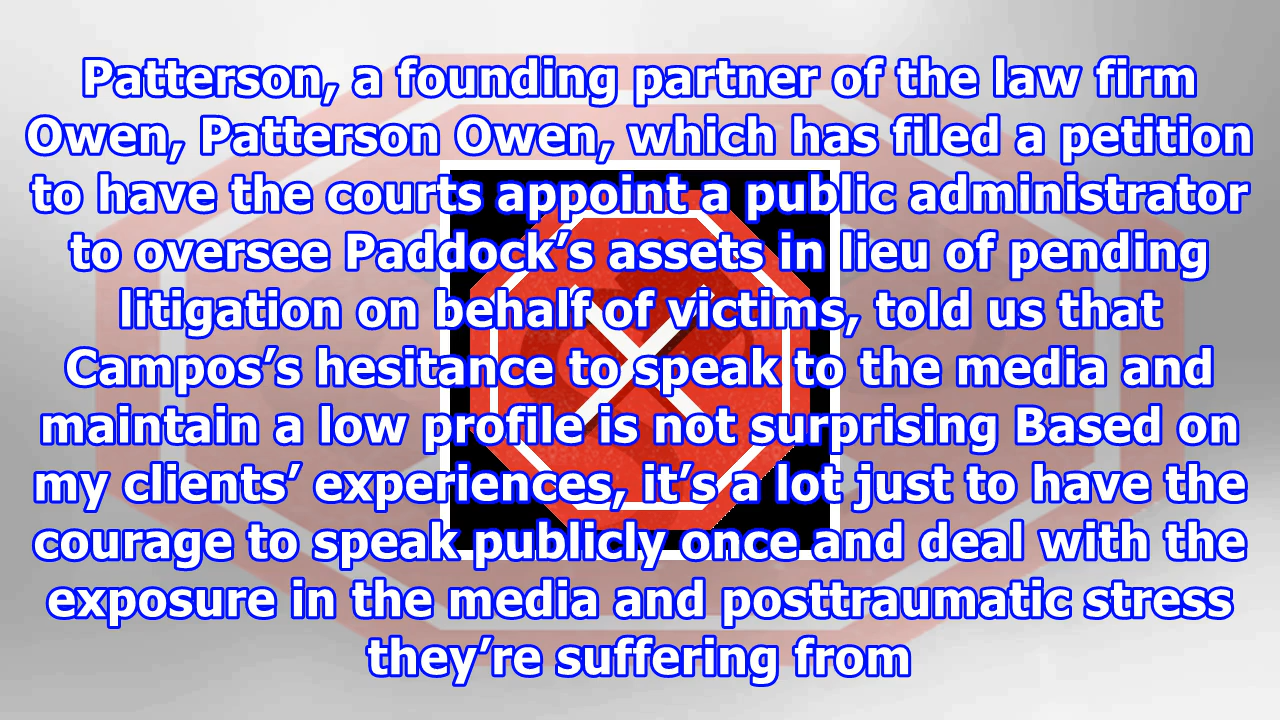 Patterson, a founding partner of the law firm
Owen, Patterson Owen, which has filed a petition
to have the courts appoint a public administrator
to oversee Paddock’s assets in lieu of pending
litigation on behalf of victims, told us that
Campos’s hesitance to speak to the media and
maintain a low profile is not surprising Based on
my clients’ experiences, it’s a lot just to have the
courage to speak publicly once and deal with the
exposure in the media and posttraumatic stress
they’re suffering from